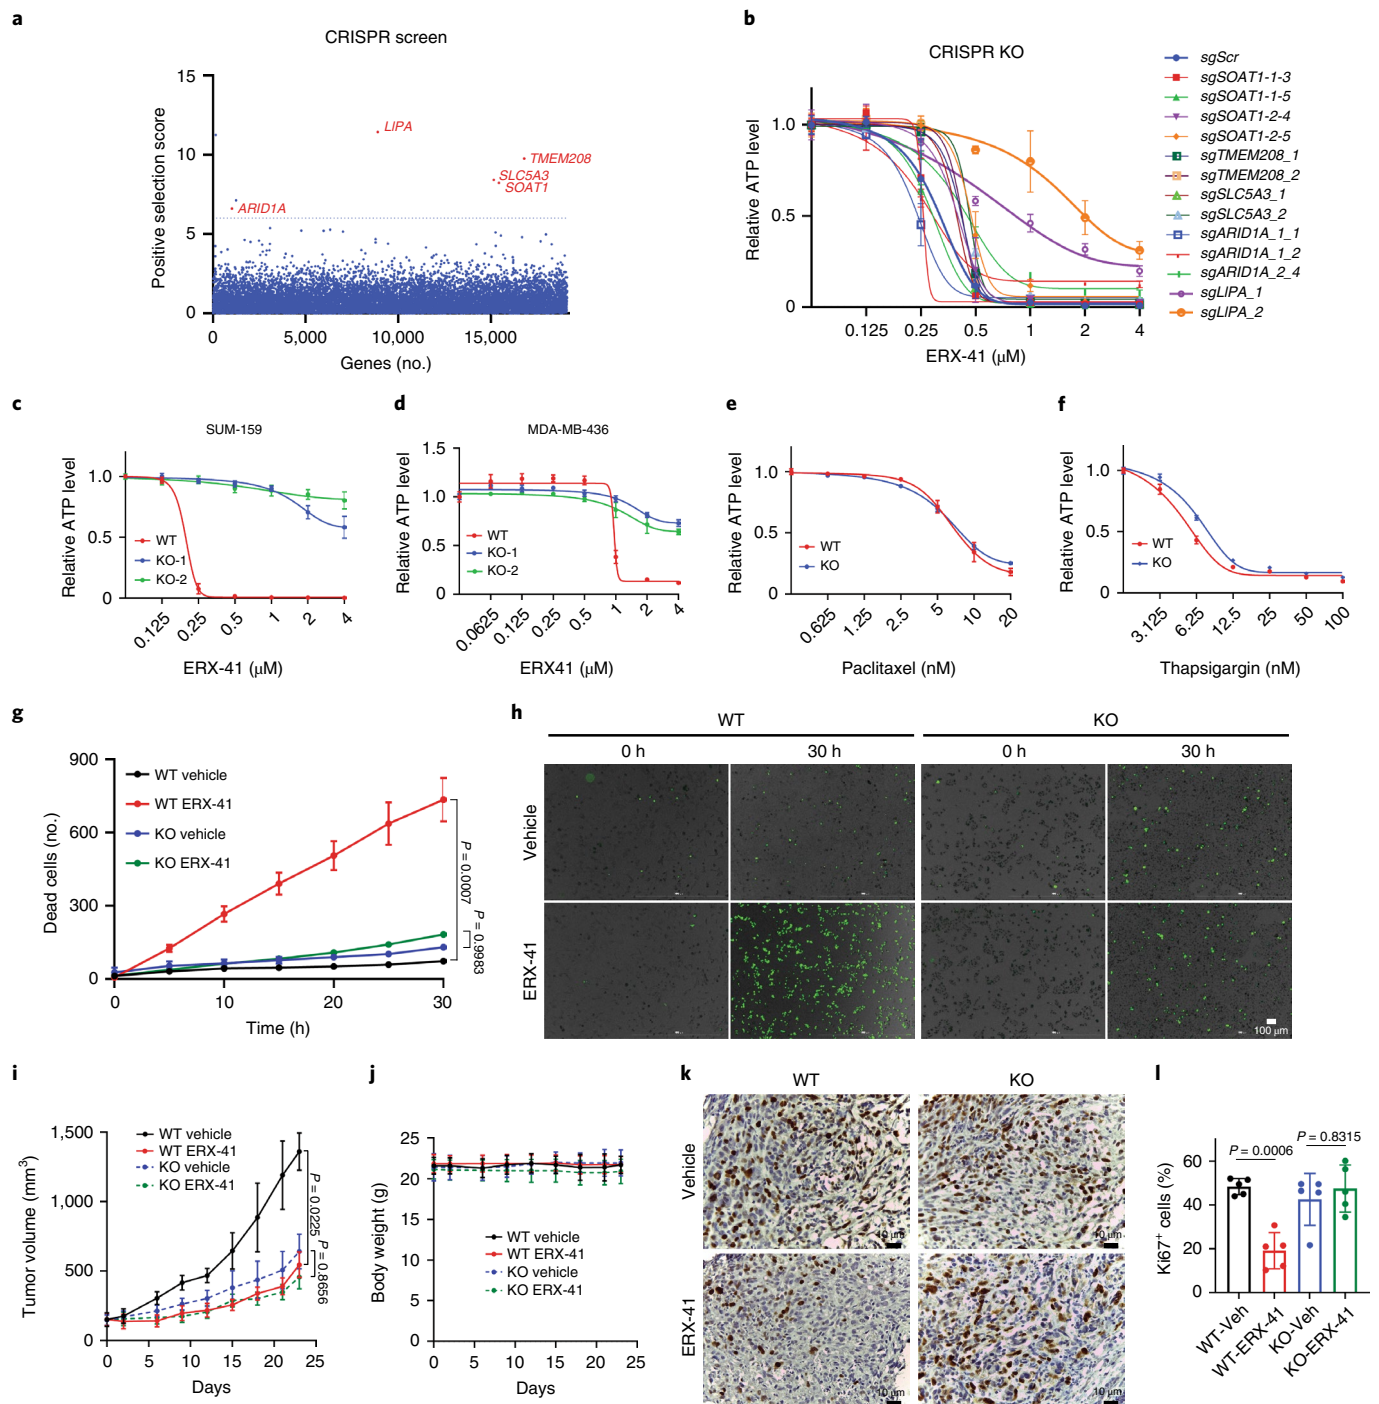 a
CRISPR screen
Positive selection score
15
10
5
0
LIPA
TMEM208
SLC5A3
SOAT1
ARID1A
0
5,000
10,000
15,000
Genes (no.)
b
CRISPR KO
Relative ATP level
1.0
0.5
0
0.125
0.25
0.5
1
2
4
ERX-41 (μM)
sgScr
sgSOAT1-1-3
sgSOAT1-1-5
sgSOAT1-2-4
sgSOAT1-2-5
sgTMEM208_1
sgTMEM208_2
sgSLC5A3_1
sgSLC5A3_2
sgARID1A_1_1
sgARID1A_1_2
sgARID1A_2_4
sgLIPA_1
sgLIPA_2
c
SUM-159
Relative ATP level
1.0
0.5
0
WT
KO-1
KO-2
0.125
0.25
0.5
1
2
4
ERX-41 (μM)
d
MDA-MB-436
Relative ATP level
1.5
1.0
0.5
0
WT
KO-1
KO-2
0.0625
0.125
0.25
0.5
1
2
4
ERX41 (μM)
e
Relative ATP level
1.0
0.5
0
WT
KO
0.625
1.25
2.5
5
10
20
Paclitaxel (nM)
f
Relative ATP level
1.0
0.5
0
WT
KO
3.125
6.25
12.5
25
50
100
Thapsigargin (nM)
g
Dead cells (no.)
900
600
300
0
WT vehicle
WT ERX-41
KO vehicle
KO ERX-41
P = 0.0007
P = 0.9983
0
10
20
30
Time (h)
h
WT
KO
0 h
30 h
0 h
30 h
Vehicle
ERX-41
100 μm
i
Tumor volume (mm³)
1,500
1,000
500
0
WT vehicle
WT ERX-41
KO vehicle
KO ERX-41
P = 0.0225
P = 0.8656
0
5
10
15
20
25
Days
j
Body weight (g)
25
20
15
10
5
0
WT vehicle
WT ERX-41
KO vehicle
KO ERX-41
0
5
10
15
20
25
Days
k
WT
KO
Vehicle
ERX-41
10 μm
10 μm
10 μm
10 μm
l
Ki67⁺ cells (%)
60
40
20
0
P = 0.0006
P = 0.8315
WT-Veh
WT-ERX-41
KO-Veh
KO-ERX-41